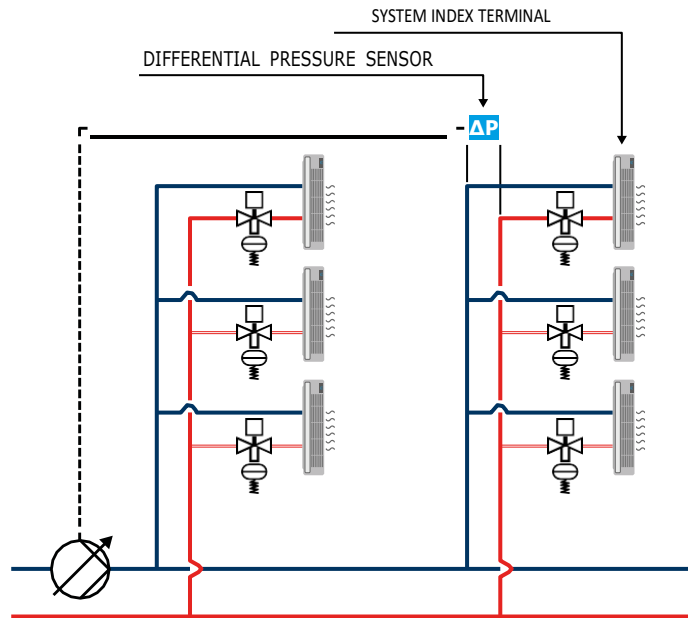 SYSTEM INDEX TERMINAL
DIFFERENTIAL PRESSURE SENSOR
ΔP